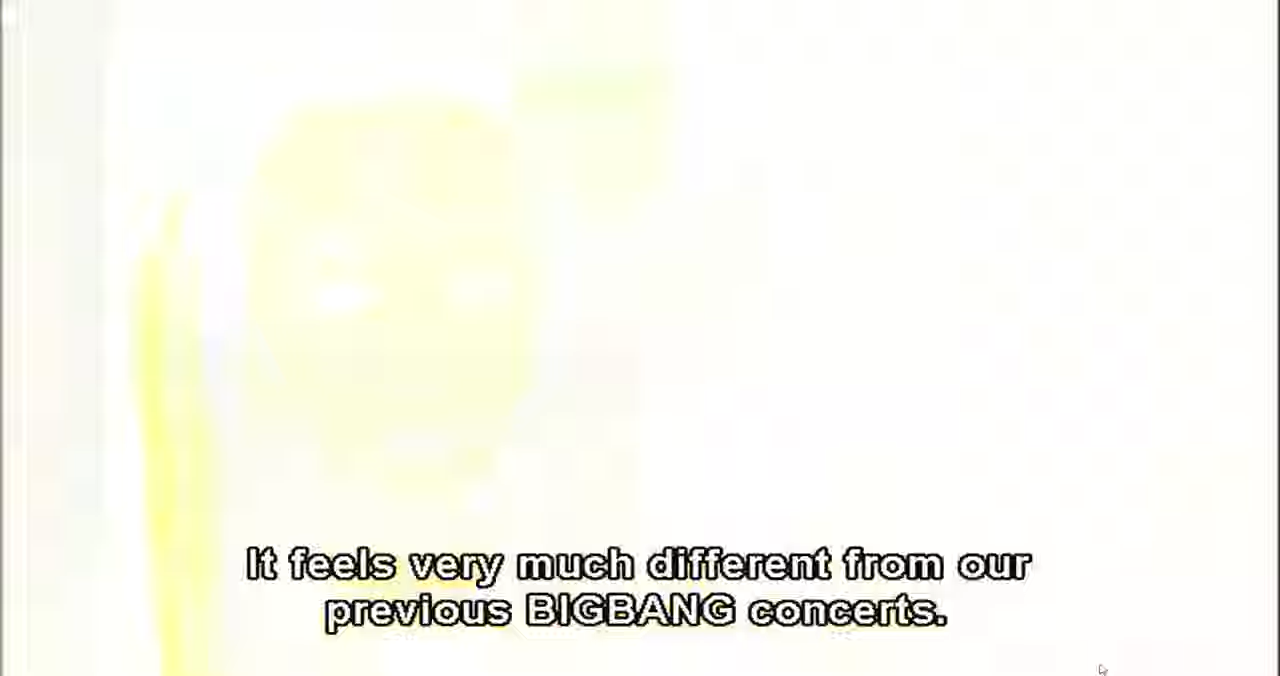 It feels very much different from our
previous BIGBANG concerts.